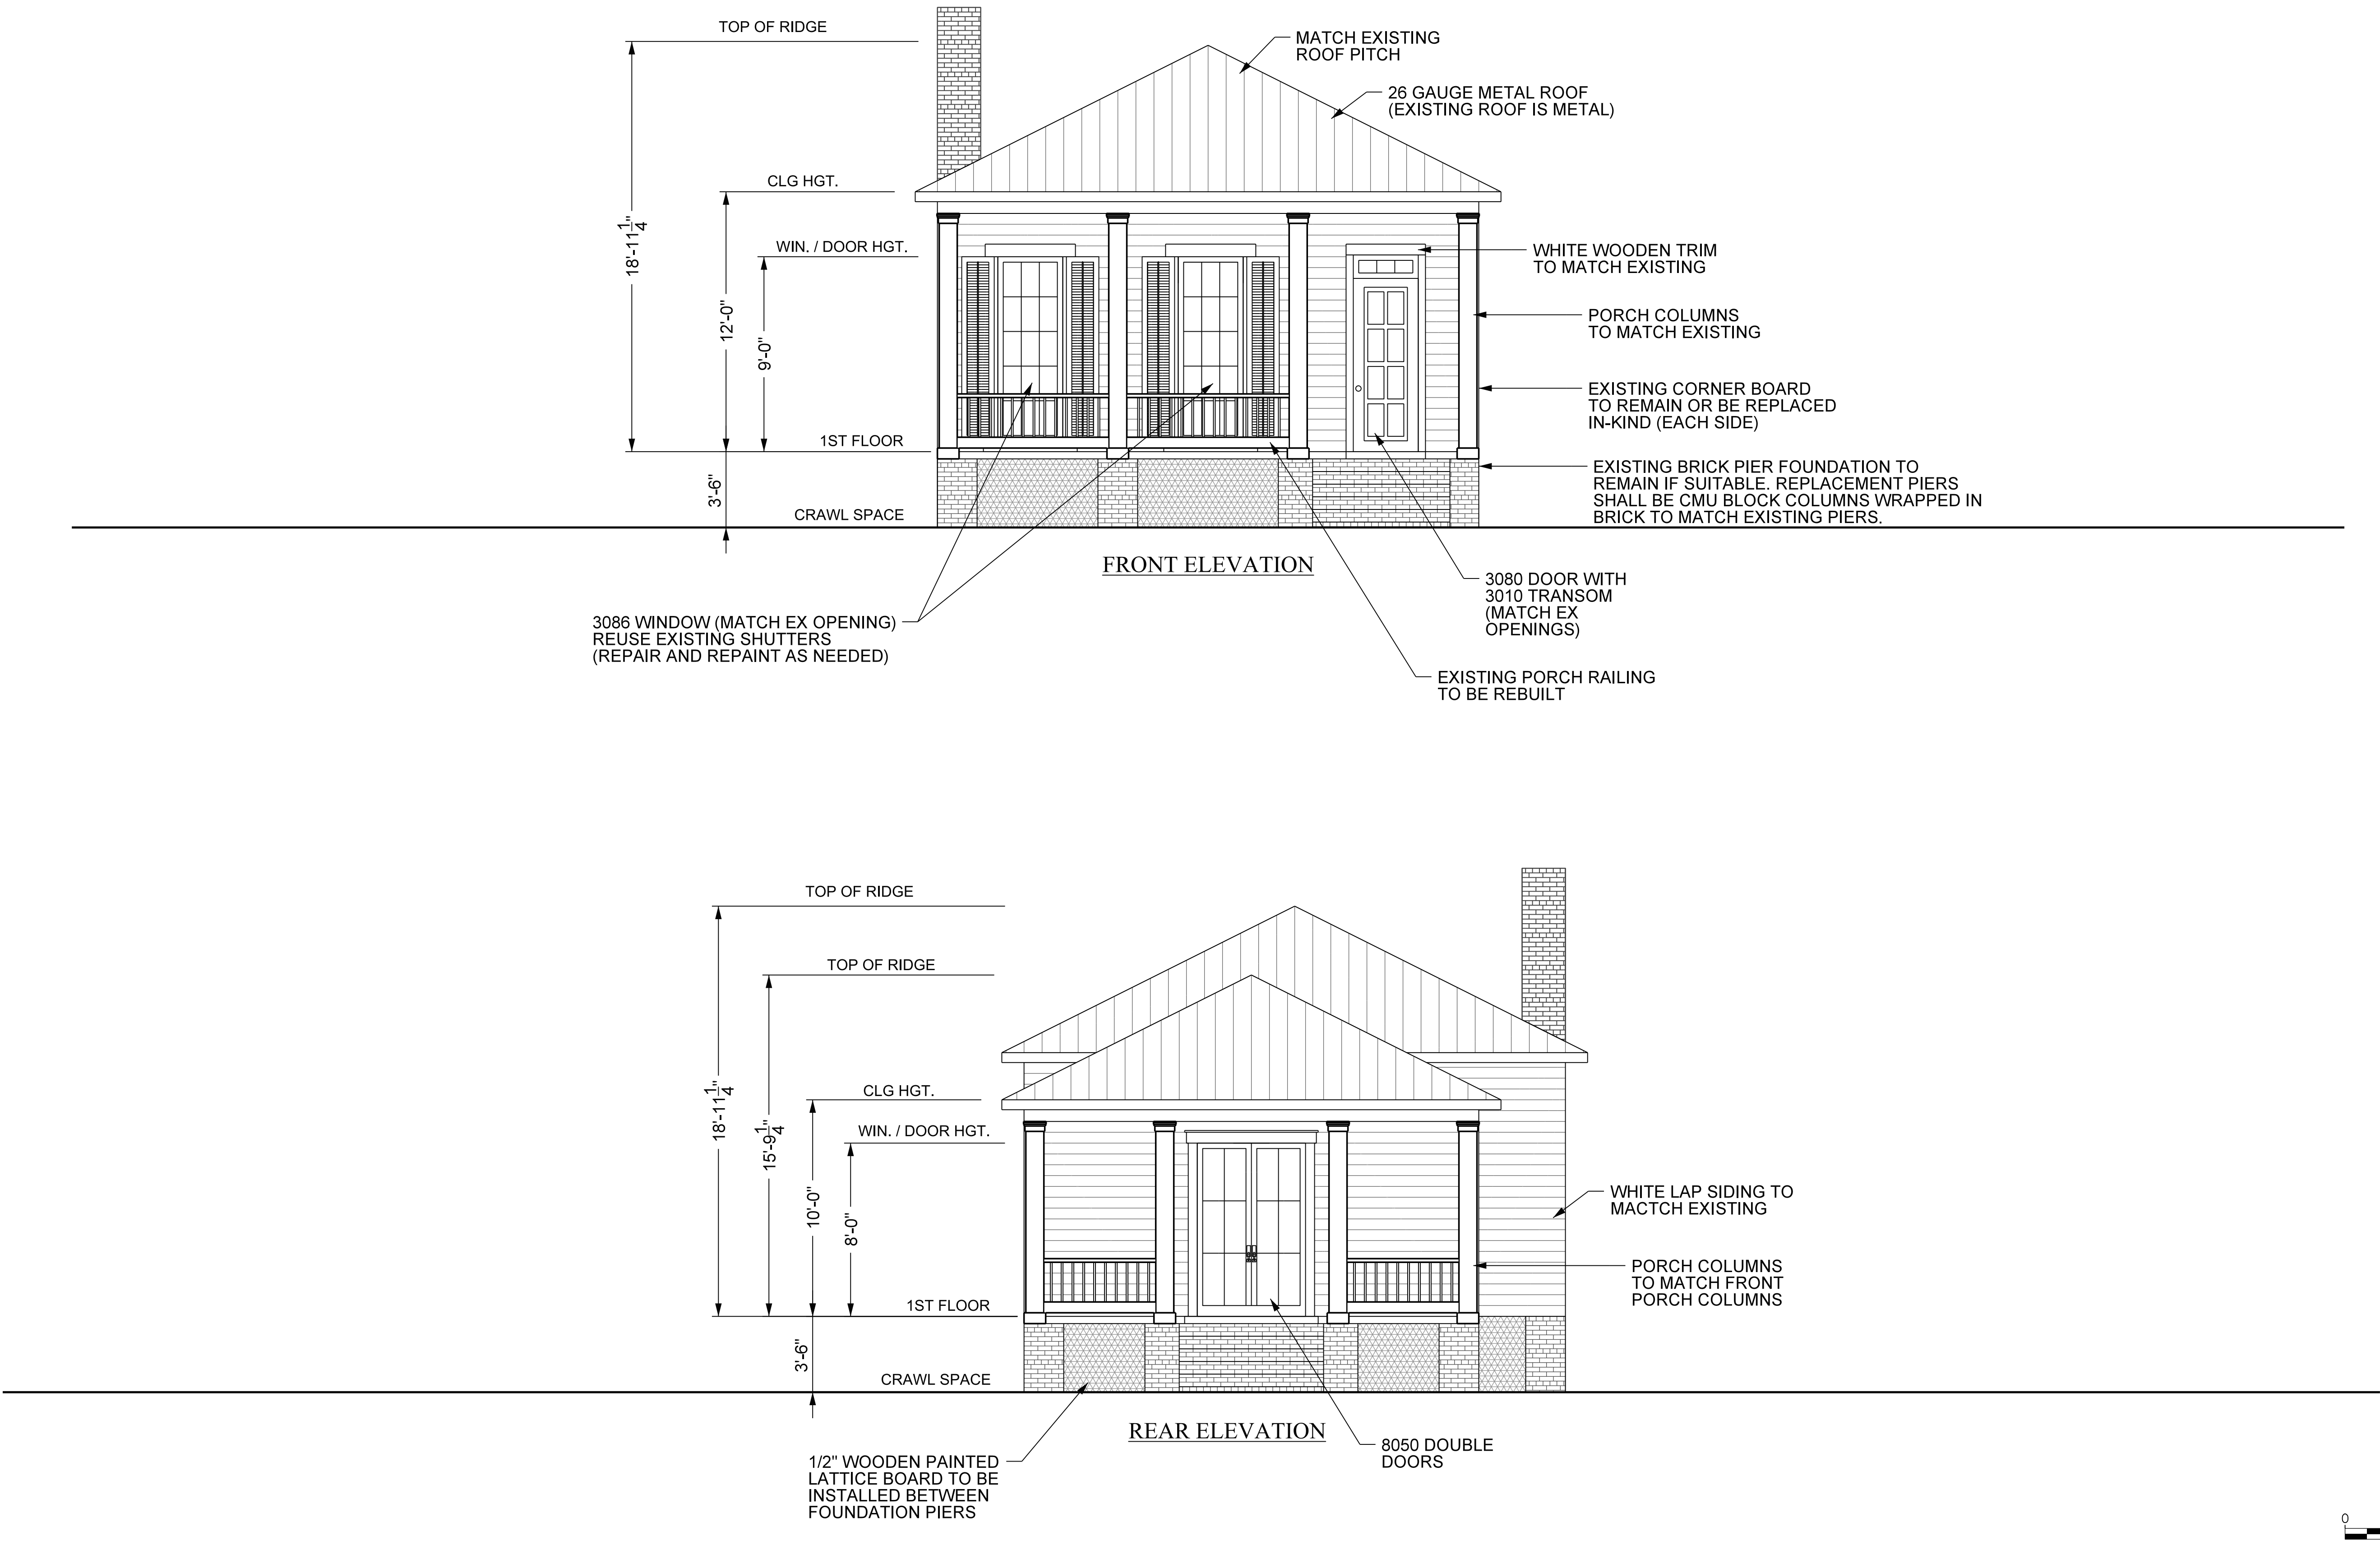 TOP OF RIDGE
MATCH EXISTING
ROOF PITCH
26 GAUGE METAL ROOF
(EXISTING ROOF IS METAL)
CLG HGT.
18'-11 1/4"
WIN. / DOOR HGT.
WHITE WOODEN TRIM
TO MATCH EXISTING
12'-0"
9'-0"
PORCH COLUMNS
TO MATCH EXISTING
EXISTING CORNER BOARD
TO REMAIN OR BE REPLACED
IN-KIND (EACH SIDE)
1ST FLOOR
3'-6"
EXISTING BRICK PIER FOUNDATION TO
REMAIN IF SUITABLE. REPLACEMENT PIERS
SHALL BE CMU BLOCK COLUMNS WRAPPED IN
BRICK TO MATCH EXISTING PIERS.
CRAWL SPACE
FRONT ELEVATION
3080 DOOR WITH
3010 TRANSOM
(MATCH EX
OPENINGS)
3086 WINDOW (MATCH EX OPENING)
REUSE EXISTING SHUTTERS
(REPAIR AND REPAINT AS NEEDED)
EXISTING PORCH RAILING
TO BE REBUILT
TOP OF RIDGE
TOP OF RIDGE
CLG HGT.
18'-11 1/4"
15'-9 1/4"
WIN. / DOOR HGT.
10'-0"
8'-0"
WHITE LAP SIDING TO
MACTCH EXISTING
PORCH COLUMNS
TO MATCH FRONT
PORCH COLUMNS
1ST FLOOR
3'-6"
CRAWL SPACE
REAR ELEVATION
8050 DOUBLE
DOORS
1/2" WOODEN PAINTED
LATTICE BOARD TO BE
INSTALLED BETWEEN
FOUNDATION PIERS
0